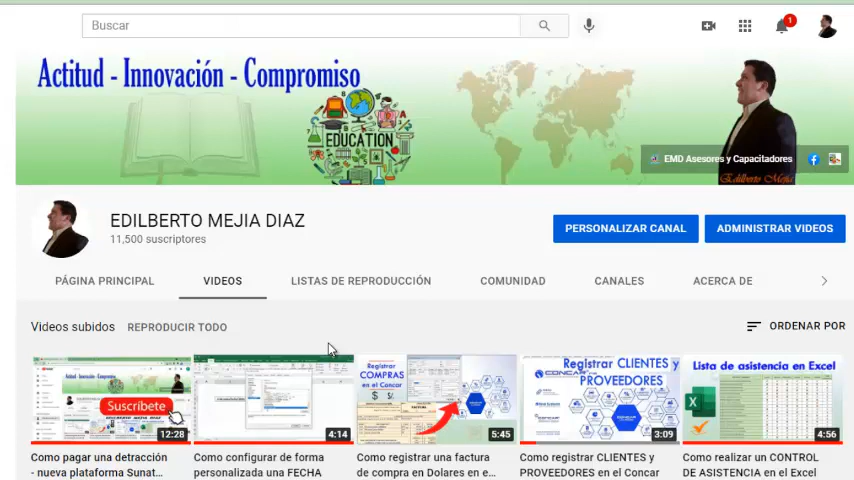 Buscar
1
Actitud - Innovación - Compromiso
EDUCATION
EMD Asesores y Capacitadores
Edilberto Mejia
EDILBERTO MEJIA DIAZ
11,500 suscriptores
PERSONALIZAR CANAL
ADMINISTRAR VIDEOS
PÁGINA PRINCIPAL
VIDEOS
LISTAS DE REPRODUCCIÓN
COMUNIDAD
CANALES
ACERCA DE
Videos subidos
REPRODUCIR TODO
ORDENAR POR
Suscríbete
12:28
4:14
Registrar
COMPRAS
en el Concar
$ S/
FACTURA
5:45
Registrar CLIENTES y
PROVEEDORES
CONCAR
3:09
Lista de asistencia en Excel
X
4:56
Como pagar una detracción
- nueva plataforma Sunat...
Como configurar de forma
personalizada una FECHA
Como registrar una factura
de compra en Dolares en e...
Como registrar CLIENTES y
PROVEEDORES en el Concar
Como realizar un CONTROL
DE ASISTENCIA en el Excel